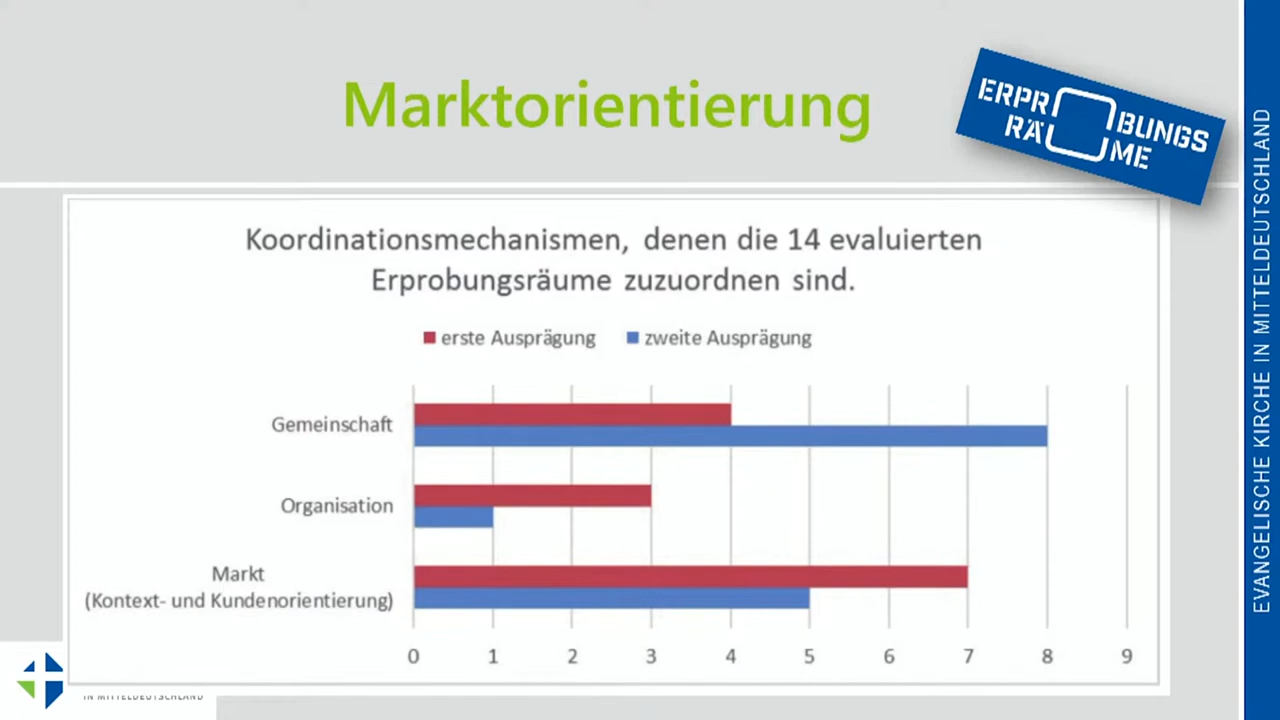 Marktorientierung
ERPR BUNGS
RÄ ME
EVANGELISCHE KIRCHE IN MITTELDEUTSCHLAND
Koordinationsmechanismen, denen die 14 evaluierten
Erprobungsräume zuzuordnen sind.
erste Ausprägung zweite Ausprägung
Gemeinschaft
Organisation
Markt
(Kontext- und Kundenorientierung)
0 1 2 3 4 5 6 7 8 9
IN MITTELDEUTSCHLAND